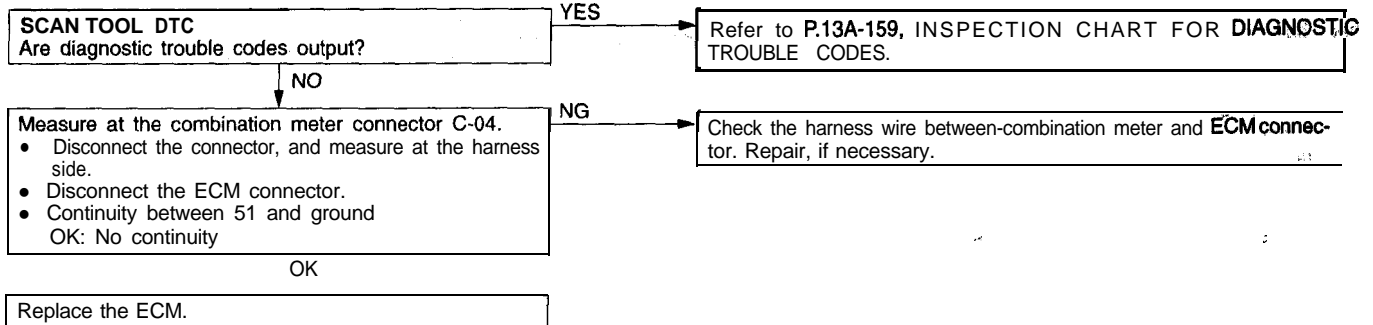 SCAN TOOL DTC
Are diagnostic trouble codes output?
YES
Refer to P.13A-159, INSPECTION CHART FOR DIAGNOSTIC
TROUBLE CODES.
NO
Measure at the combination meter connector C-04.
● Disconnect the connector, and measure at the harness
side.
● Disconnect the ECM connector.
● Continuity between 51 and ground
OK: No continuity
NG
Check the harness wire between-combination meter and ECM connec-
tor. Repair, if necessary.
OK
Replace the ECM.